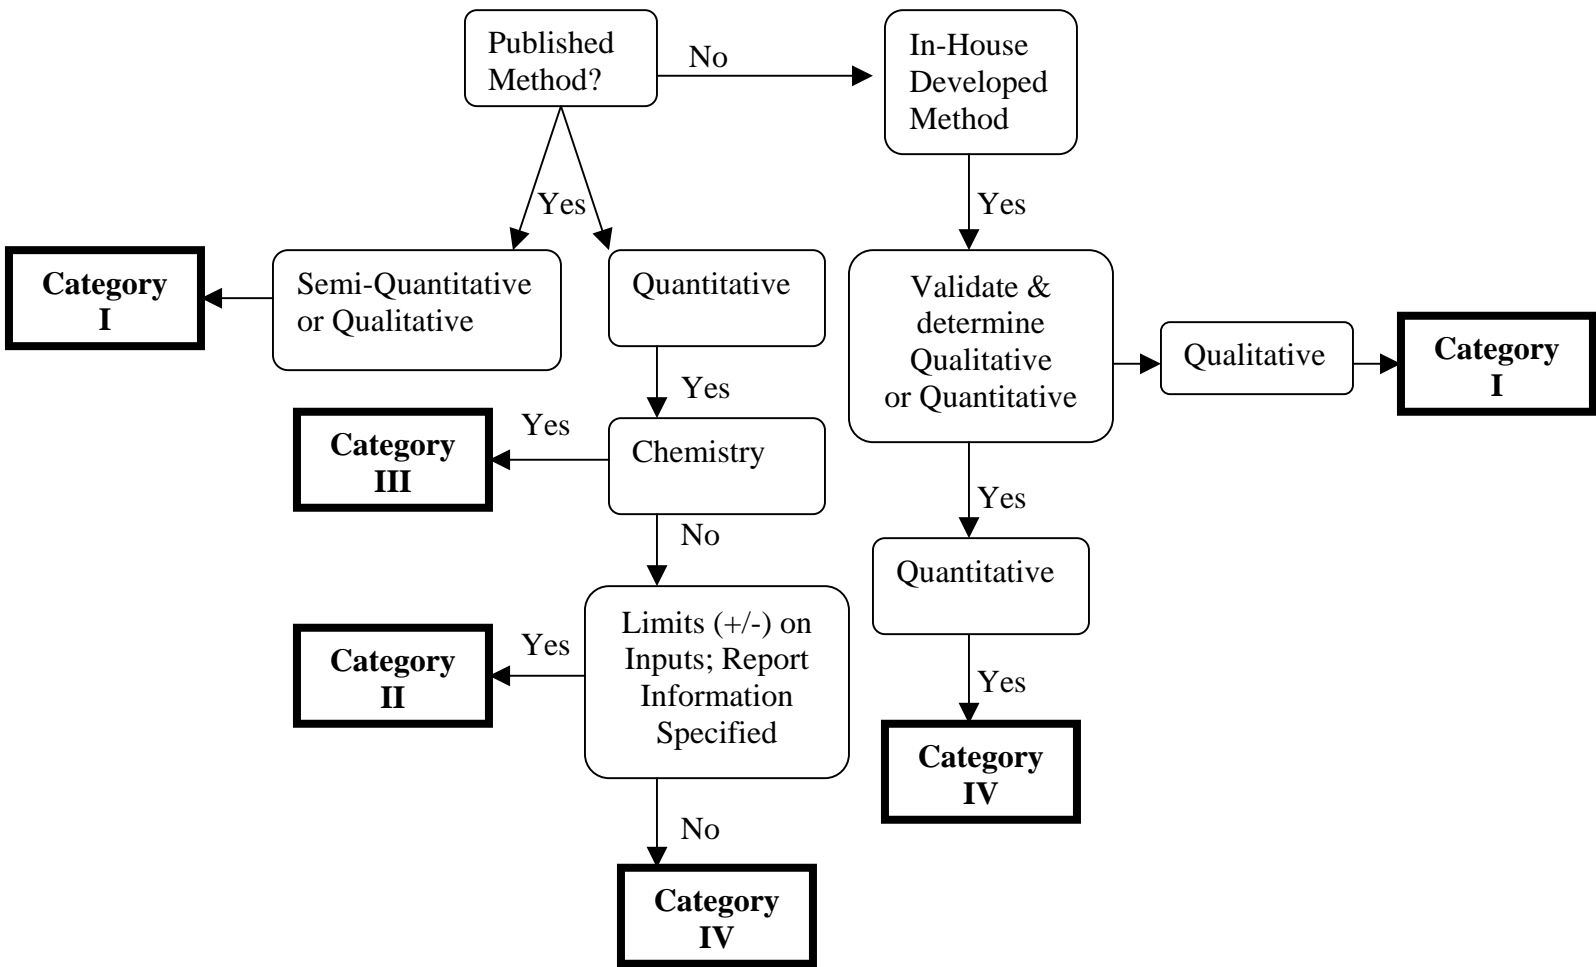 Published
Method?
No
In-House
Developed
Method
Yes
Yes
Category
I
Semi-Quantitative
or Qualitative
Quantitative
Validate &
determine
Qualitative
or Quantitative
Qualitative
Category
I
Yes
Category
III
Yes
Chemistry
Yes
No
Quantitative
Category
II
Yes
Limits (+/-) on
Inputs; Report
Information
Specified
Yes
Category
IV
No
Category
IV